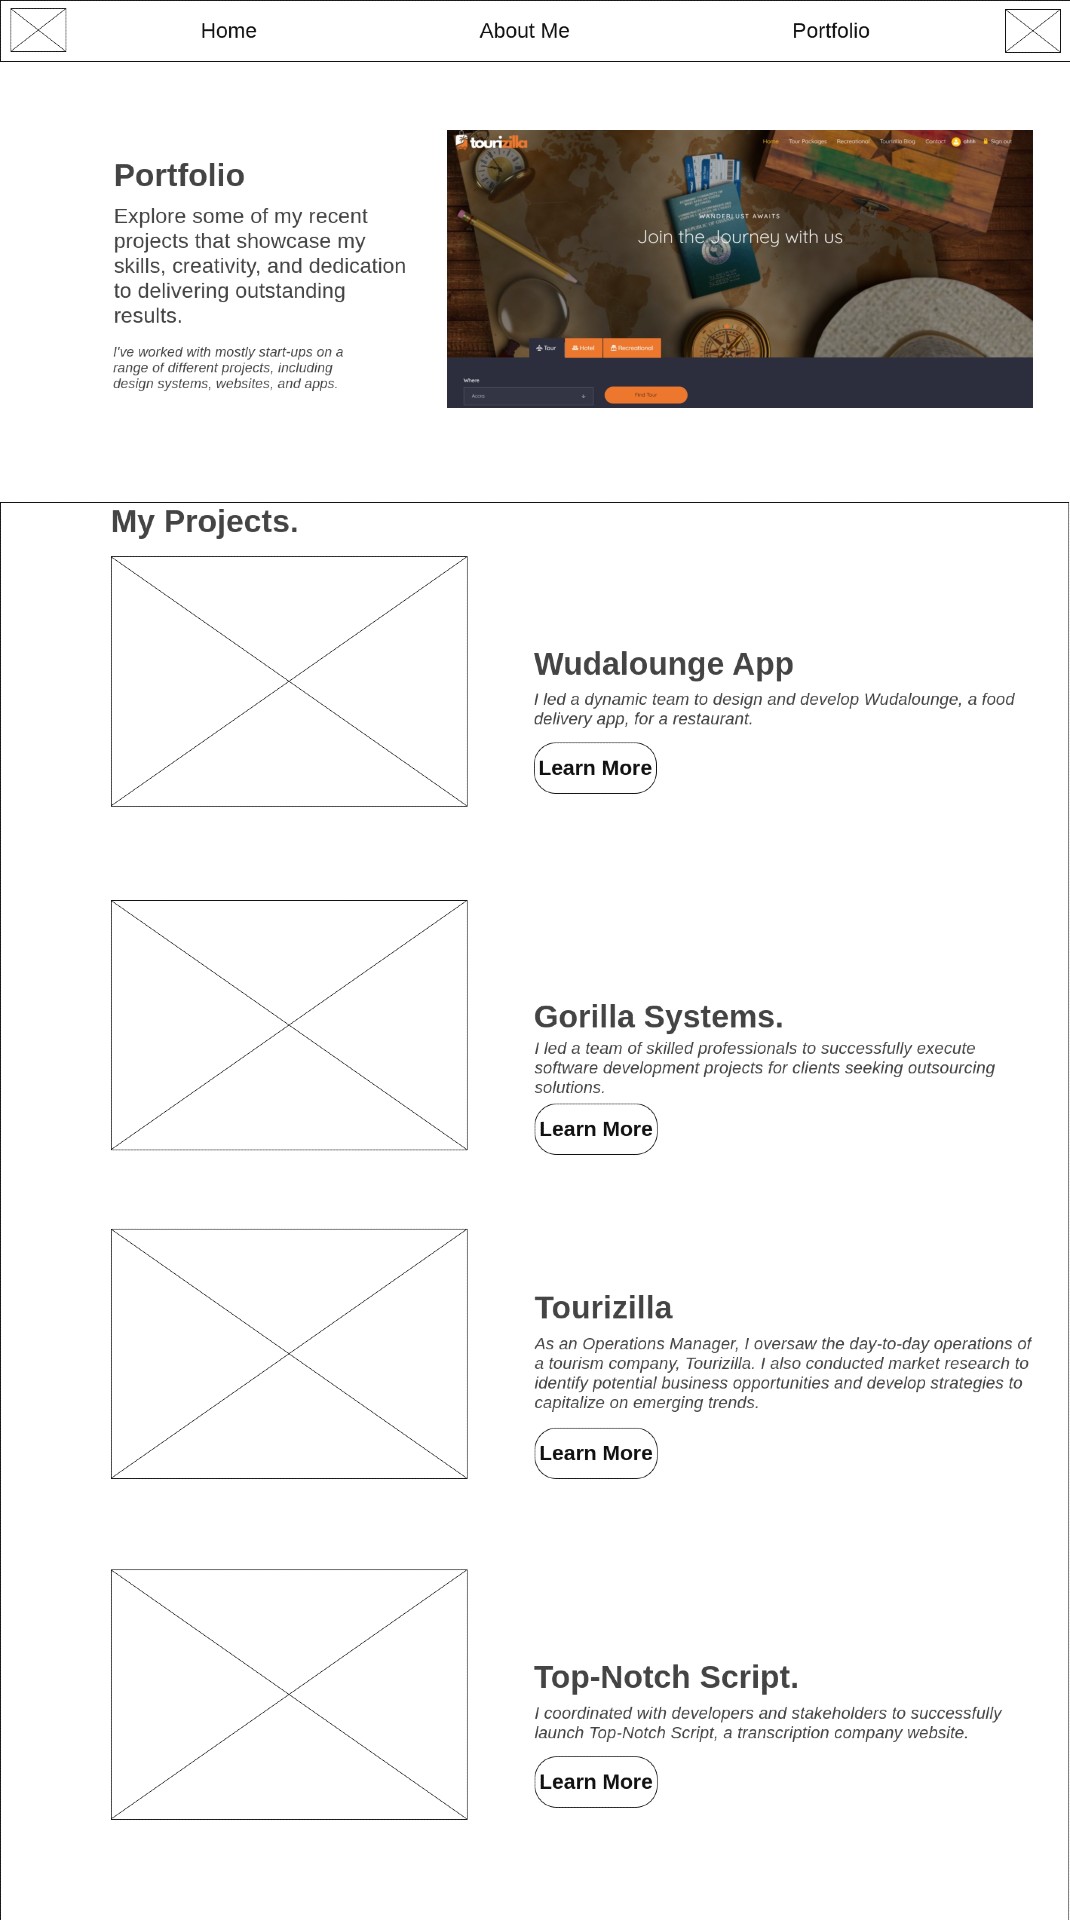 Home
About Me
Portfolio
Portfolio
Explore some of my recent
projects that showcase my
skills, creativity, and dedication
to delivering outstanding
results.
I've worked with mostly start-ups on a
range of different projects, including
design systems, websites, and apps.
tourizilla
Home
Tour Packages
Recreational
Tourizilla Blog
Contact
Sign out
WANDERLUST AWAITS
Join the Journey with us
Tour
Hotel
Recreational
Where
Accra
Find Tour
My Projects.
Wudalounge App
I led a dynamic team to design and develop Wudalounge, a food
delivery app, for a restaurant.
Learn More
Gorilla Systems.
I led a team of skilled professionals to successfully execute
software development projects for clients seeking outsourcing
solutions.
Learn More
Tourizilla
As an Operations Manager, I oversaw the day-to-day operations of
a tourism company, Tourizilla. I also conducted market research to
identify potential business opportunities and develop strategies to
capitalize on emerging trends.
Learn More
Top-Notch Script.
I coordinated with developers and stakeholders to successfully
launch Top-Notch Script, a transcription company website.
Learn More